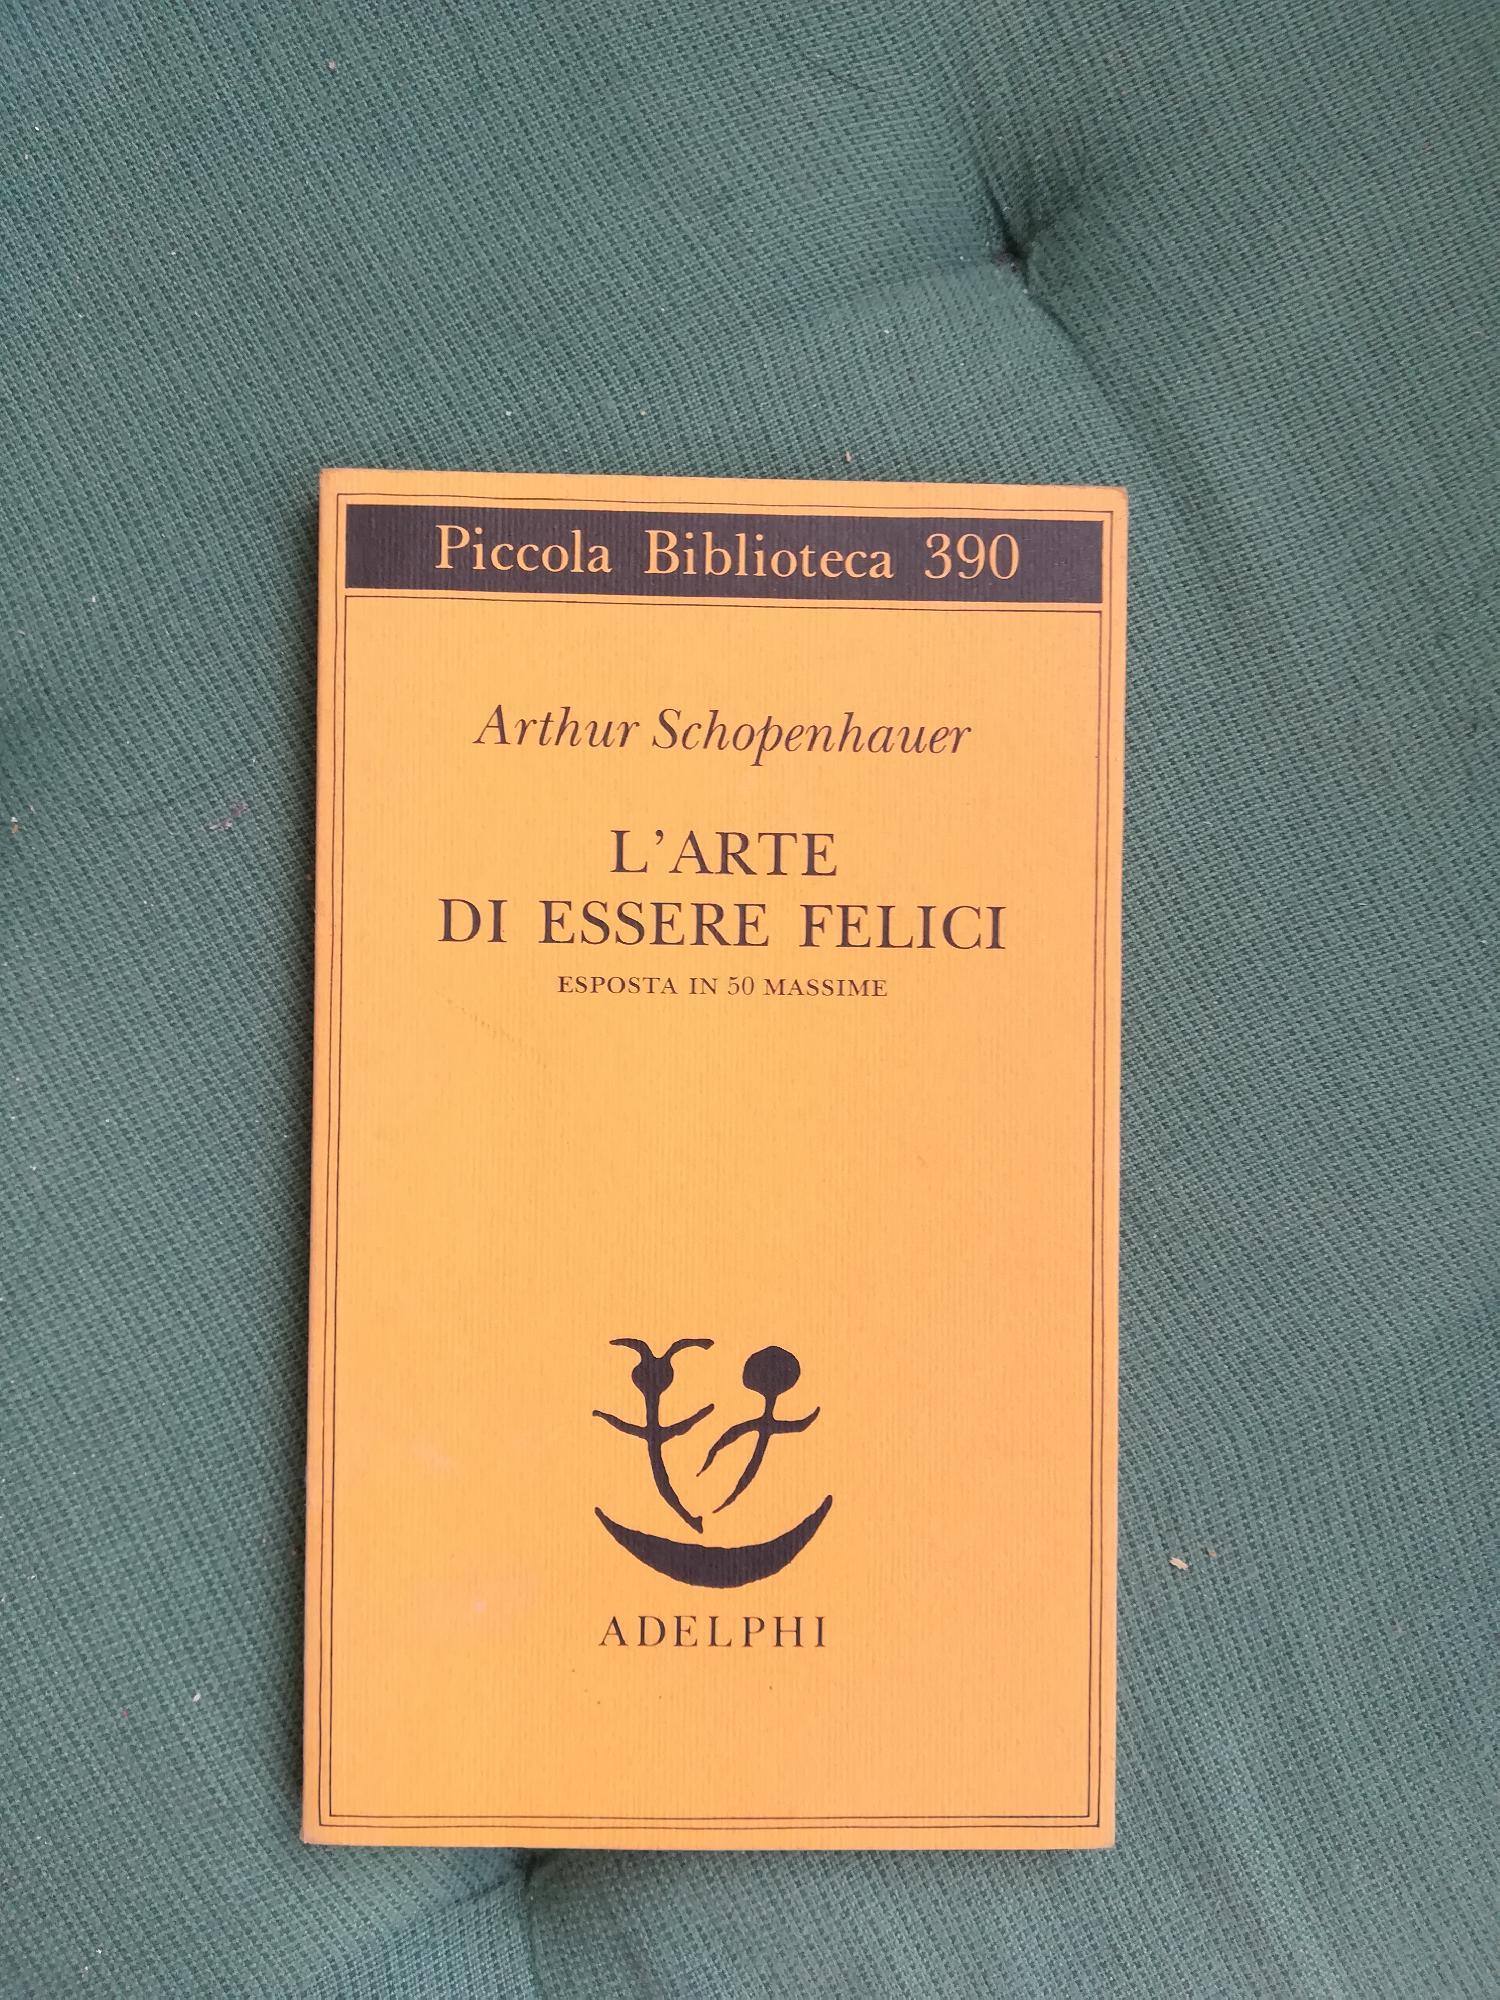 Piccola Biblioteca 390
Arthur Schopenhauer
L'ARTE
DI ESSERE FELICI
ESPOSTA IN 50 MASSIME
ADELPHI